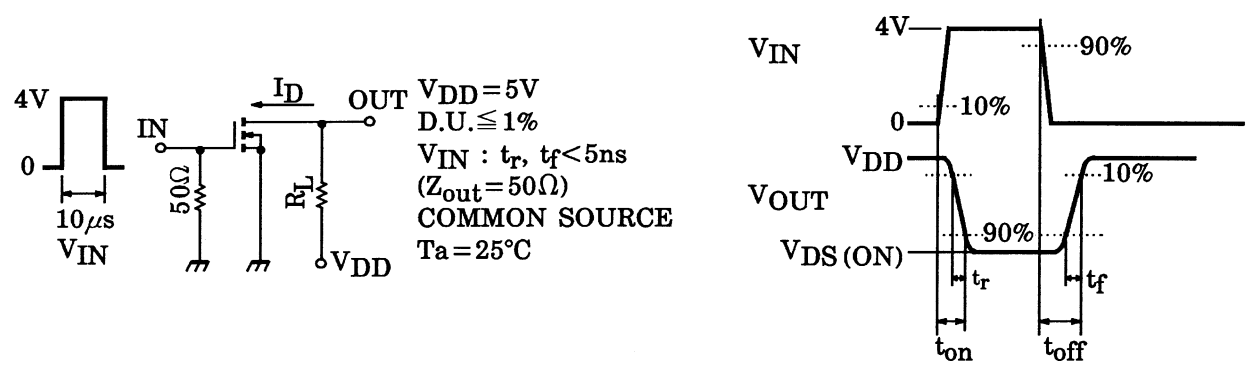 4V
0
10μs
VIN
IN
50Ω
ID
OUT
RL
VDD
VDD=5V
D.U.≦1%
VIN : tr, tf<5ns
(Zout=50Ω)
COMMON SOURCE
Ta=25°C
VIN
4V
90%
10%
0
VDD
10%
VOUT
90%
VDS (ON)
tr
tf
ton
toff